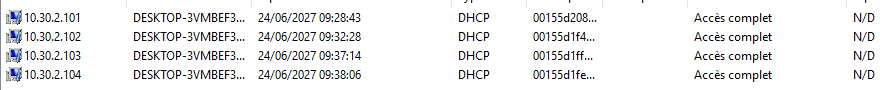 10.30.2.101 DESKTOP-3VMBEF3... 24/06/2027 09:28:43 DHCP 00155d208... Accès complet N/D
10.30.2.102 DESKTOP-3VMBEF3... 24/06/2027 09:32:28 DHCP 00155d1f4... Accès complet N/D
10.30.2.103 DESKTOP-3VMBEF3... 24/06/2027 09:37:14 DHCP 00155d1ff... Accès complet N/D
10.30.2.104 DESKTOP-3VMBEF3... 24/06/2027 09:38:06 DHCP 00155d1fe... Accès complet N/D